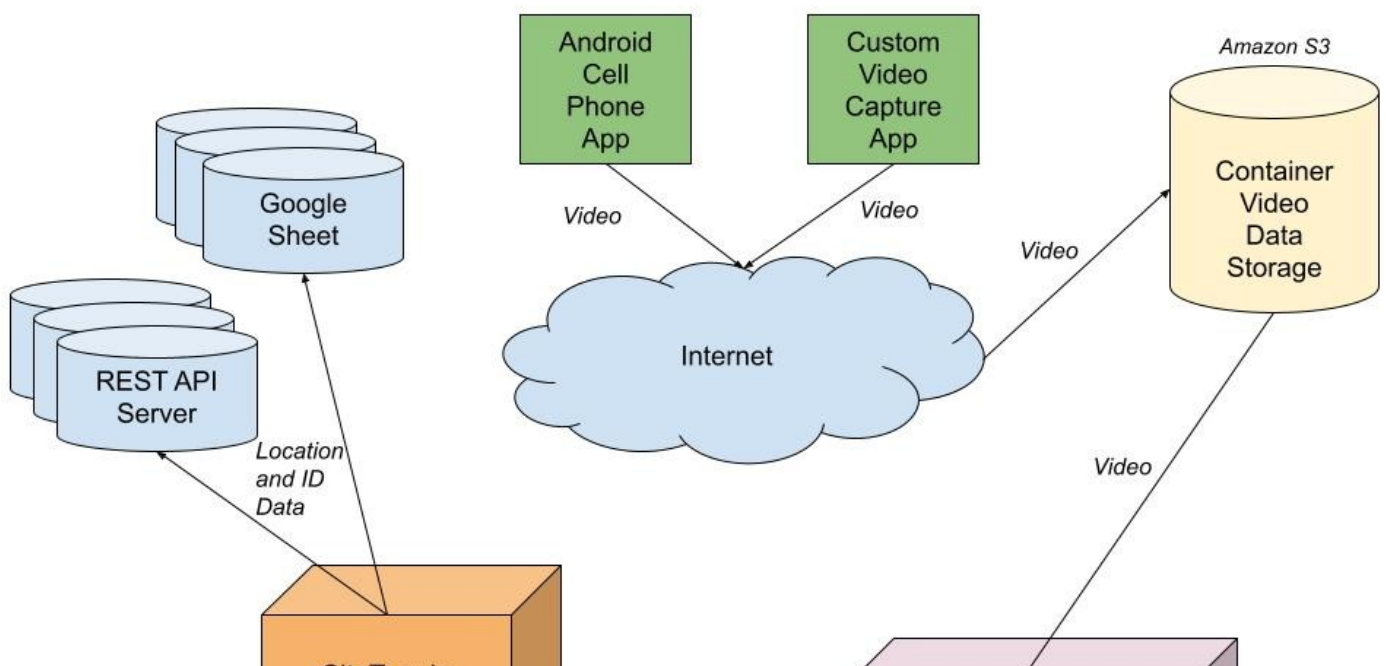 Android
Cell
Phone
App
Custom
Video
Capture
App
Amazon S3
Container
Video
Data
Storage
Google
Sheet
Video
Video
Video
Internet
REST API
Server
Location
and ID
Data
Video